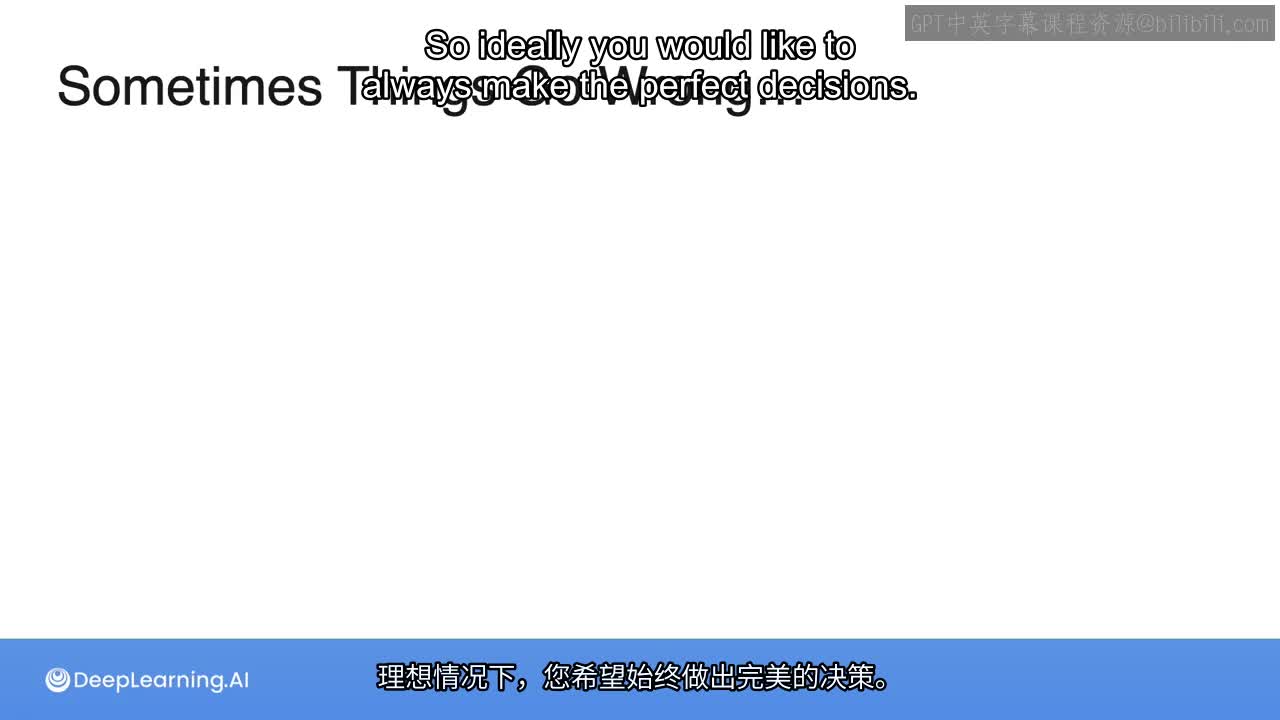 GPT中英字幕课程资源@bilibili.com
So ideally you would like to
always make the perfect decisions.
Sometimes Things Go Wrong...
DeepLearning.AI
理想情况下，您希望始终做出完美的决策。